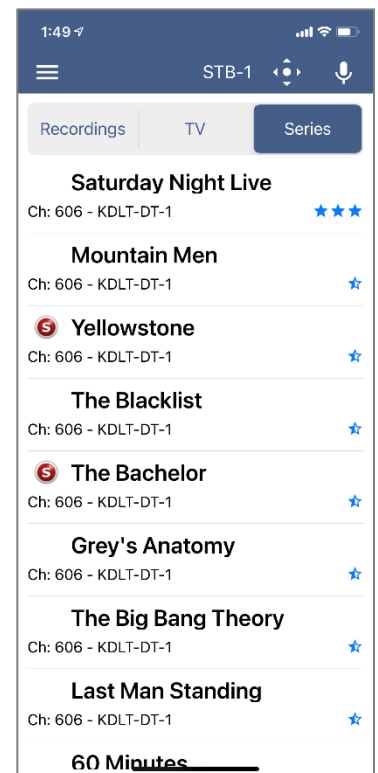 1:49
STB-1
Recordings TV Series
Saturday Night Live
Ch: 606 - KDLT-DT-1
Mountain Men
Ch: 606 - KDLT-DT-1
S Yellowstone
Ch: 606 - KDLT-DT-1
The Blacklist
Ch: 606 - KDLT-DT-1
S The Bachelor
Ch: 606 - KDLT-DT-1
Grey's Anatomy
Ch: 606 - KDLT-DT-1
The Big Bang Theory
Ch: 606 - KDLT-DT-1
Last Man Standing
Ch: 606 - KDLT-DT-1
60 Minutes